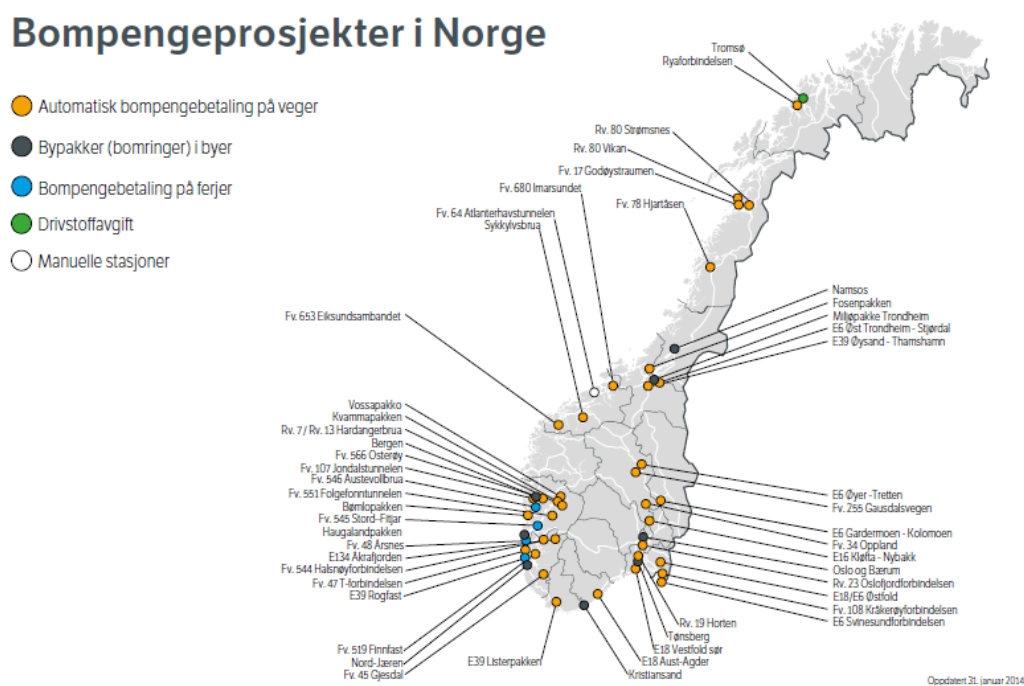 Bompengeprosjekter i Norge
Automatisk bompengebetaling på veger
Bypakker (bomringer) i byer
Bompengebetaling på ferjer
Drivstoffavgift
Manuelle stasjoner
Tromsø
Ryaforbindelsen
Rv. 80 Strømsnes
Rv. 80 Vikan
Fv. 17 Godøystraumen
Fv. 680 Imarsundet
Fv. 78 Hjartåsen
Fv. 64 Atlanterhavstunnelen
Sykkylvsbrua
Fv. 653 Eiksundsambandet
Namsos
Fosenpakken
Miljøpakke Trondheim
E6 Øst Trondheim - Stjørdal
E39 Øysand - Thamshamn
Vossapakko
Kvammapakken
Rv. 7 / Rv. 13 Hardangerbrua
Bergen
Fv. 566 Osterøy
Fv. 107 Jondalstunnelen
Fv. 546 Austevollbrua
Fv. 551 Folgefonntunnelen
Bømlopakken
Fv. 545 Stord-Fitjar
Haugalandpakken
Fv. 48 Årsnes
E134 Åkrafjorden
Fv. 544 Halsnøyforbindelsen
Fv. 47 T-forbindelsen
E39 Rogfast
Fv. 519 Finnfast
Nord-Jæren
Fv. 45 Gjesdal
E39 Listerpakken
E6 Øyer -Tretten
Fv. 255 Gausdalsvegen
E6 Gardermoen - Kolomoen
Fv. 34 Oppland
E16 Kløfta - Nybakk
Oslo og Bærum
Rv. 23 Oslofjordforbindelsen
E18/E6 Østfold
Fv. 108 Kråkerøyforbindelsen
E6 Svinesundforbindelsen
Rv. 19 Horten
Tønsberg
E18 Vestfold sør
E18 Aust-Agder
Kristiansand
Oppdatert 31. januar 2014